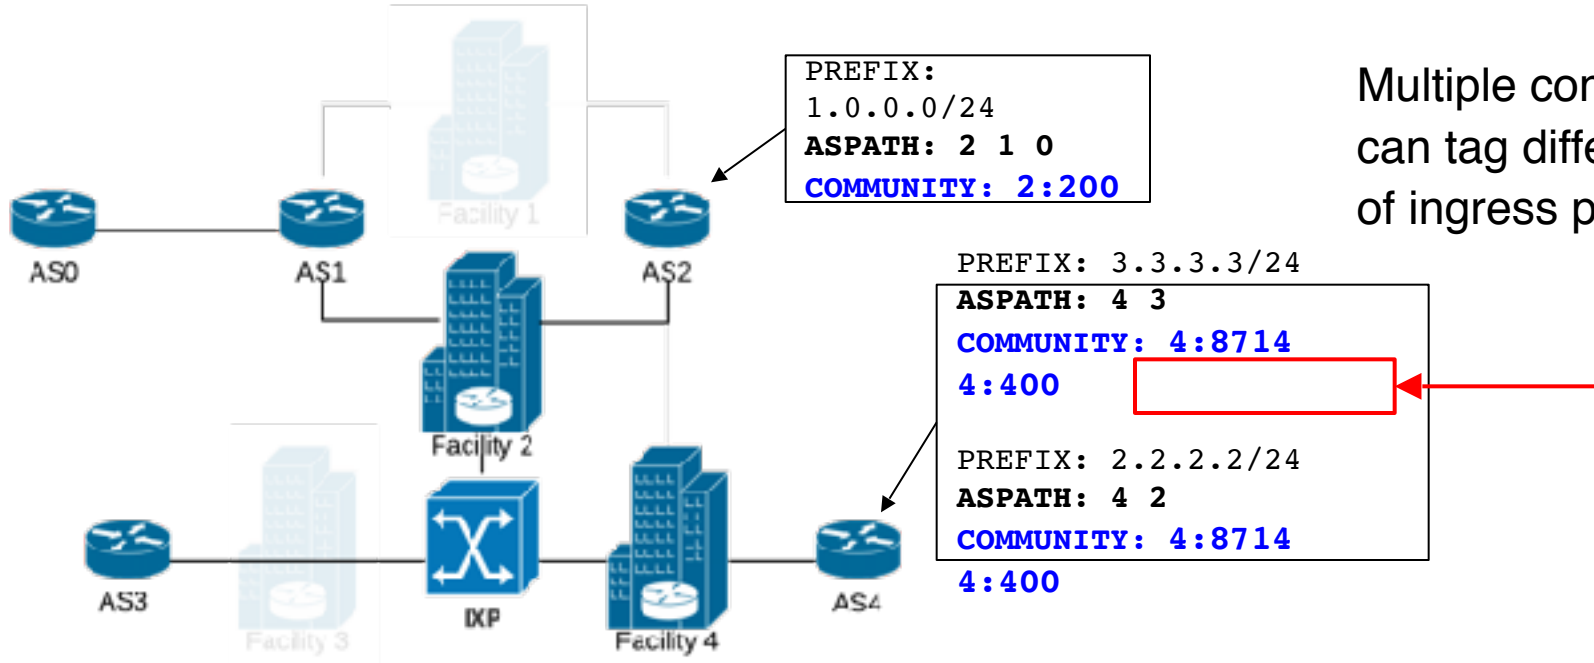 Facility 1
PREFIX:
1.0.0.0/24
ASPATH: 2 1 0
COMMUNITY: 2:200
Multiple
can tag
of ingress
AS0
AS1
AS2
PREFIX: 3.3.3.3/24
ASPATH: 4 3
COMMUNITY: 4:8714
4:400
Facility 2
PREFIX: 2.2.2.2/24
ASPATH: 4 2
COMMUNITY: 4:8714
4:400
AS3
Facility 3
IXP
Facility 4
AS4